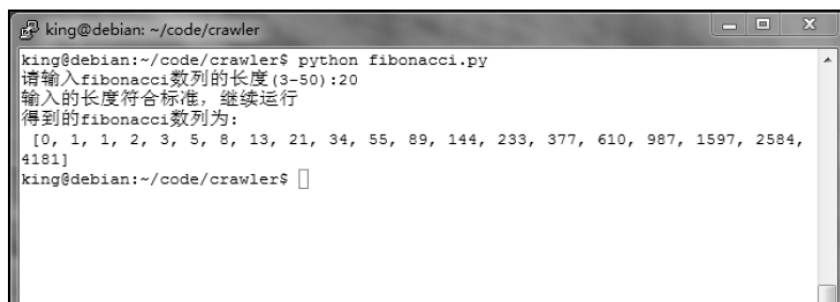 king@debian: ~/code/crawler
king@debian:~/code/crawler$ python fibonacci.py
请输入fibonacci数列的长度(3-50):20
输入的长度符合标准，继续运行
得到的fibonacci数列为:
[0, 1, 1, 2, 3, 5, 8, 13, 21, 34, 55, 89, 144, 233, 377, 610, 987, 1597, 2584,
4181]
king@debian:~/code/crawler$